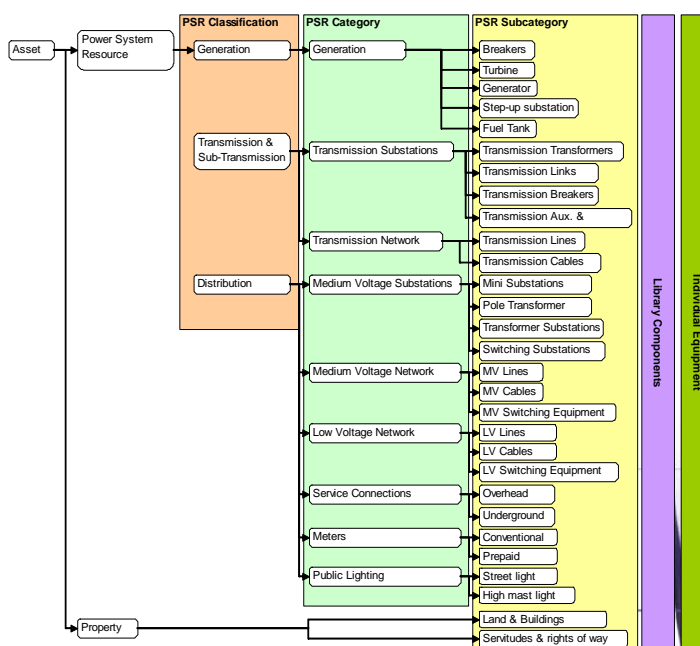 PSR Classification
PSR Category
PSR Subcategory
Asset
Power System
Resource
Generation
Generation
Breakers
Turbine
Generator
Step-up substation
Fuel Tank
Transmission &
Sub-Transmission
Transmission Substations
Transmission Transformers
Transmission Links
Transmission Breakers
Transmission Aux. &
Transmission Network
Transmission Lines
Transmission Cables
Distribution
Medium Voltage Substations
Mini Substations
Pole Transformer
Transformer Substations
Switching Substations
Medium Voltage Network
MV Lines
MV Cables
MV Switching Equipment
Low Voltage Network
LV Lines
LV Cables
LV Switching Equipment
Service Connections
Overhead
Underground
Meters
Conventional
Prepaid
Public Lighting
Street light
High mast light
Property
Land & Buildings
Servitudes & rights of way
Library Components
Individual Equipment